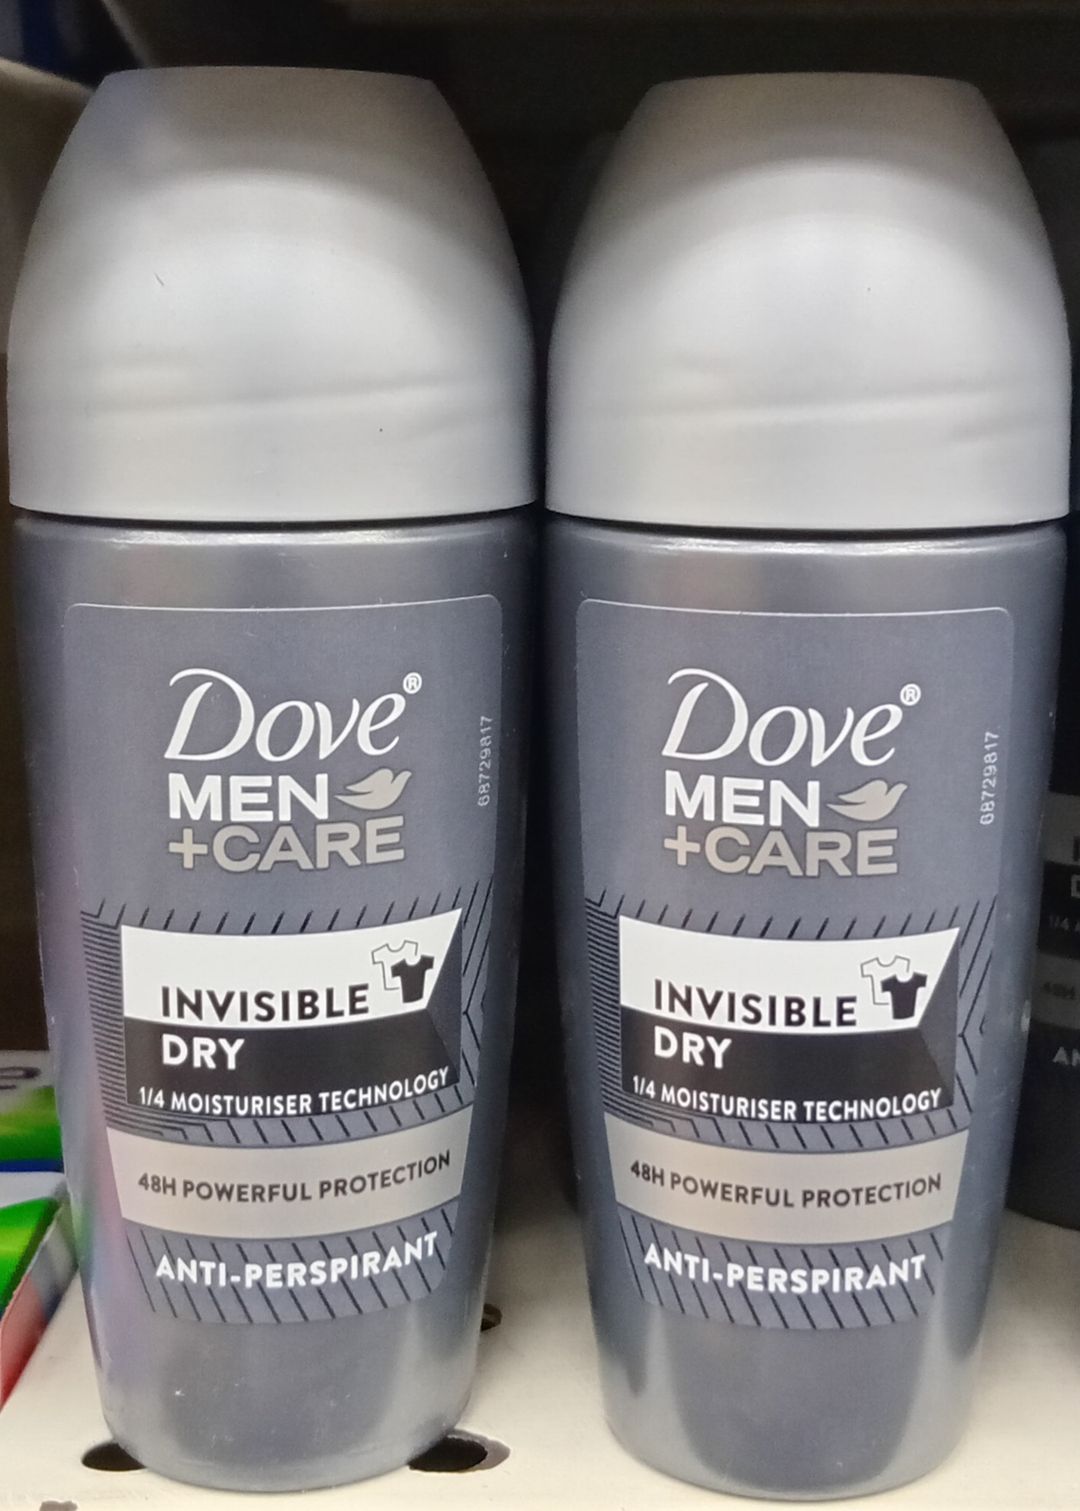 Dove®
MEN
+CARE
68729817
INVISIBLE
DRY
1/4 MOISTURISER TECHNOLOGY
48H POWERFUL PROTECTION
ANTI-PERSPIRANT
Dove®
MEN
+CARE
68729817
INVISIBLE
DRY
1/4 MOISTURISER TECHNOLOGY
48H POWERFUL PROTECTION
ANTI-PERSPIRANT